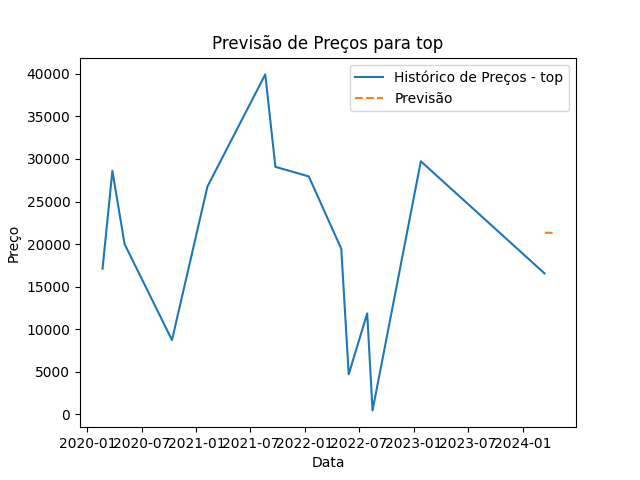 Previsão de Preços para top
Histórico de Preços - top
Previsão
Preço
40000
35000
30000
25000
20000
15000
10000
5000
0
2020-01 2020-07 2021-01 2021-07 2022-01 2022-07 2023-01 2023-07 2024-01
Data